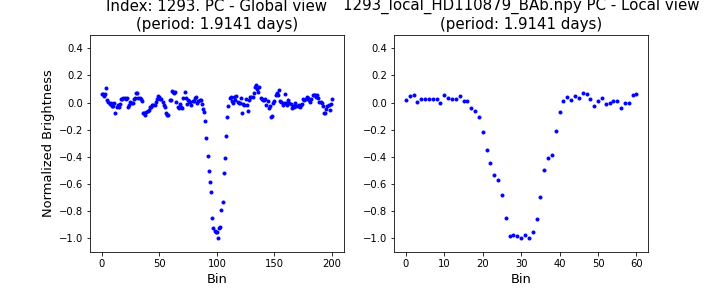 Index: 1293. PC - Global view
(period: 1.9141 days)
1293_local_HD110879_BAb.npy PC - Local view
(period: 1.9141 days)
Normalized Brightness
0.4
0.2
0.0
−0.2
−0.4
−0.6
−0.8
−1.0
0 50 100 150 200
Bin
0.4
0.2
0.0
−0.2
−0.4
−0.6
−0.8
−1.0
0 10 20 30 40 50 60
Bin